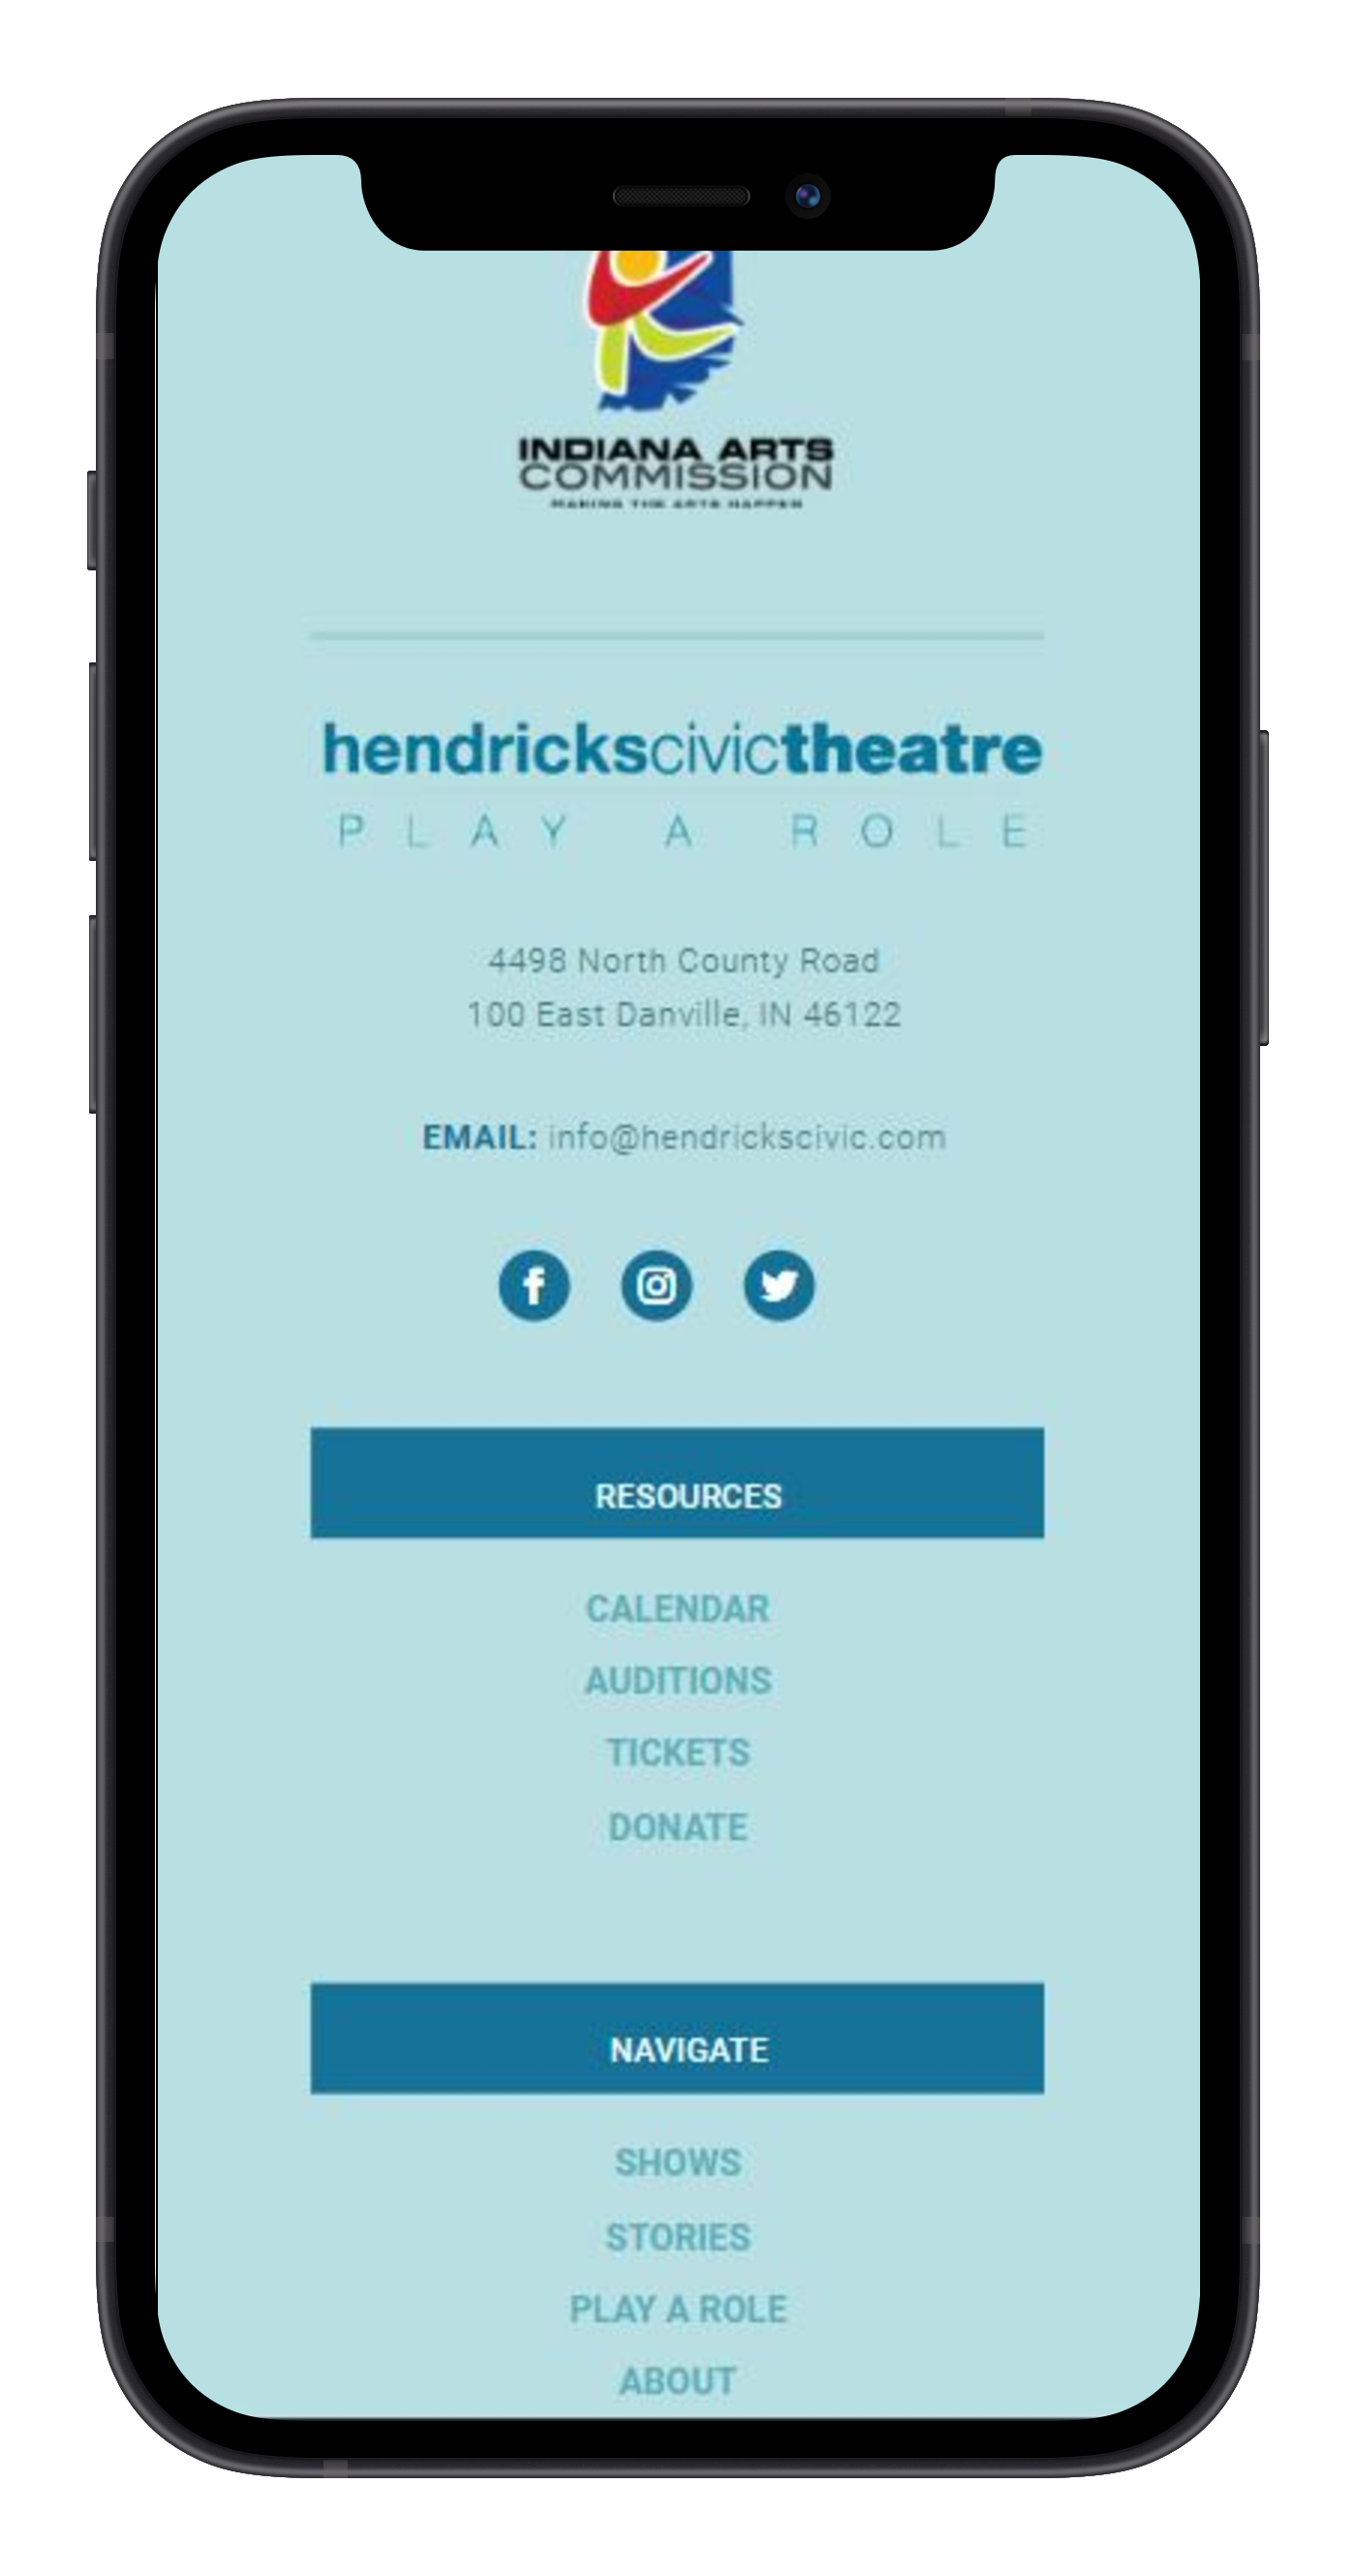 INDIANA ARTS
COMMISSION
MAKING THE ARTS HAPPEN
hendrickscivictheatre
PLAY A ROLE
4498 North County Road
100 East Danville, IN 46122
EMAIL: info@hendrickscivic.com
RESOURCES
CALENDAR
AUDITIONS
TICKETS
DONATE
NAVIGATE
SHOWS
STORIES
PLAY A ROLE
ABOUT